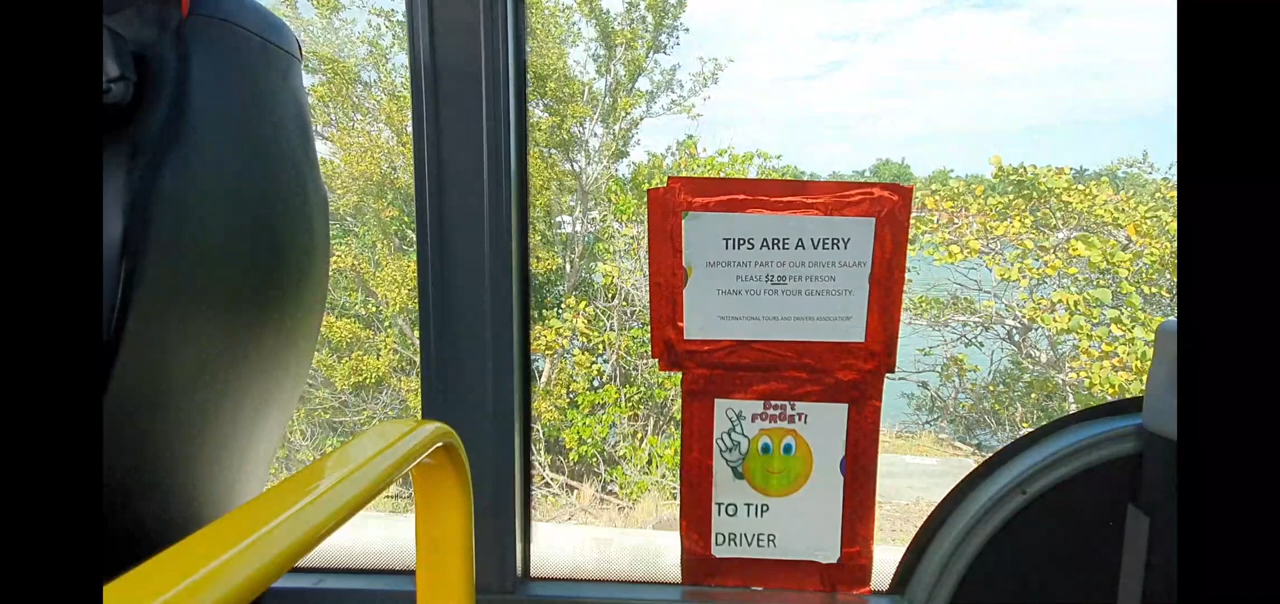 TIPS ARE A VERY
IMPORTANT PART OF OUR DRIVER SALARY
PLEASE $2.00 PER PERSON
THANK YOU FOR YOUR GENEROSITY.
"INTERNATIONAL TOURS AND DRIVERS ASSOCIATION"
Don't
FORGET!
TO TIP
DRIVER